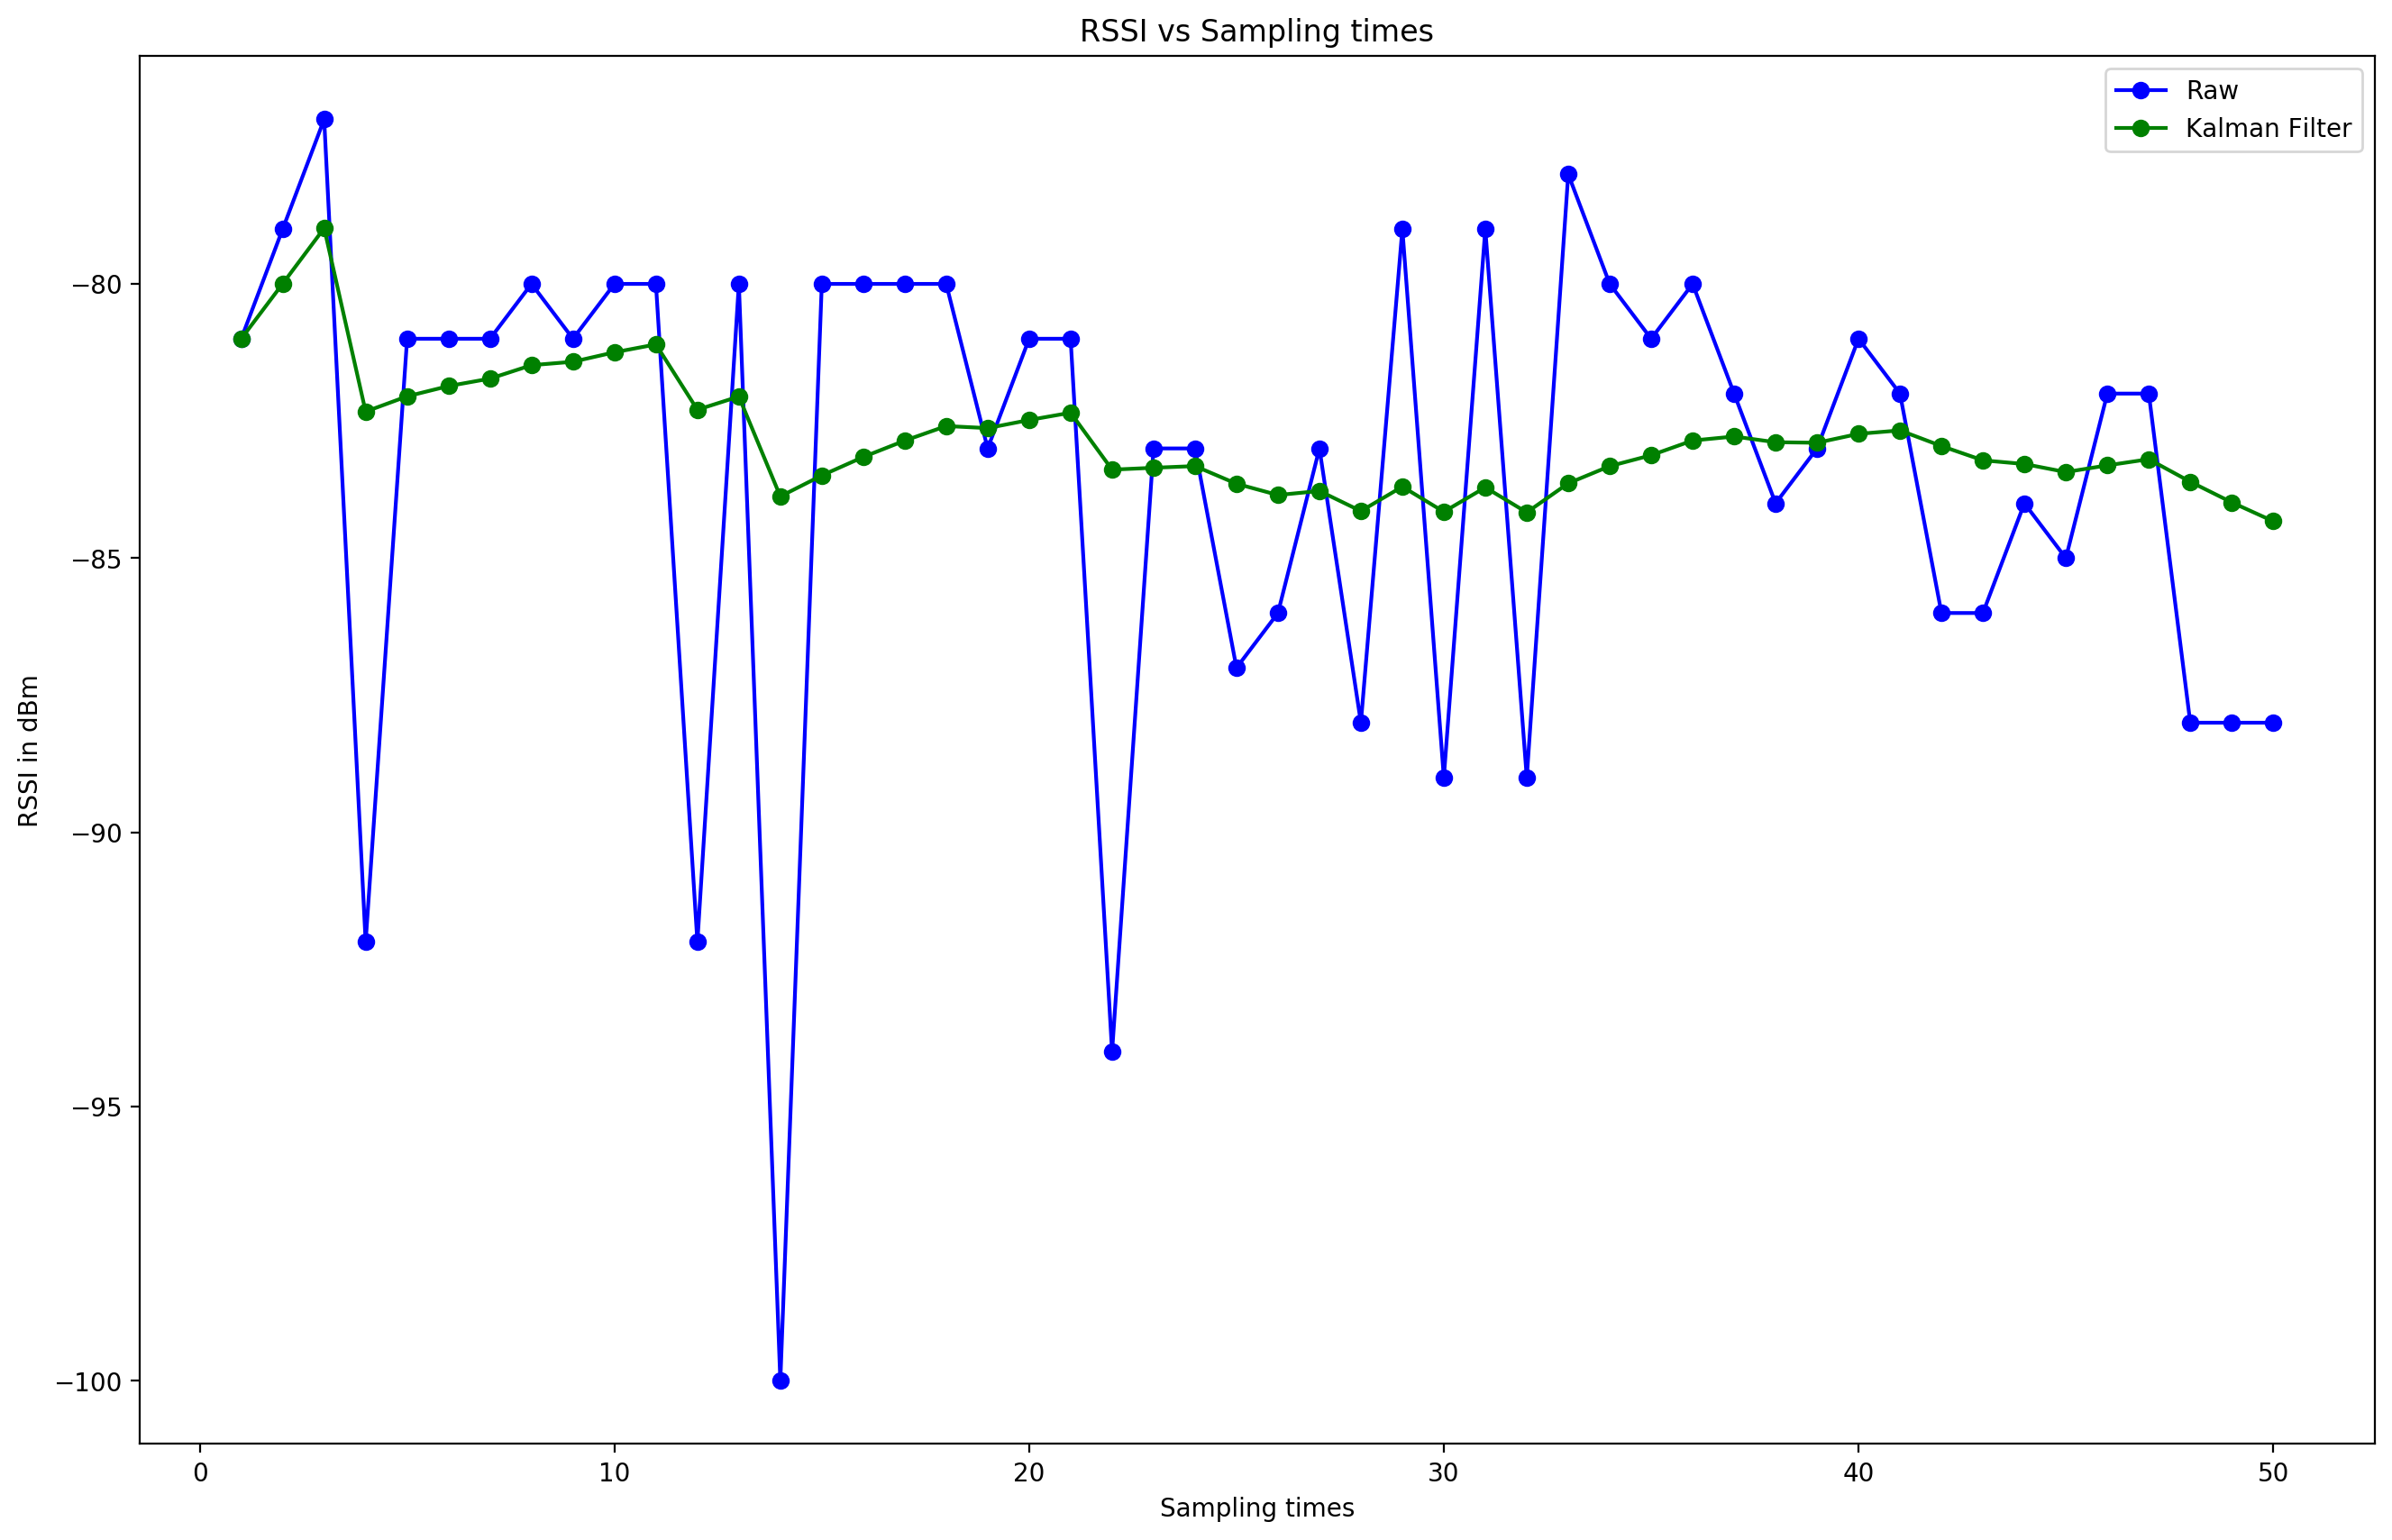 RSSI vs Sampling times
Raw
Kalman Filter
RSSI in dBm
−80
−85
−90
−95
−100
0 10 20 30 40 50
Sampling times